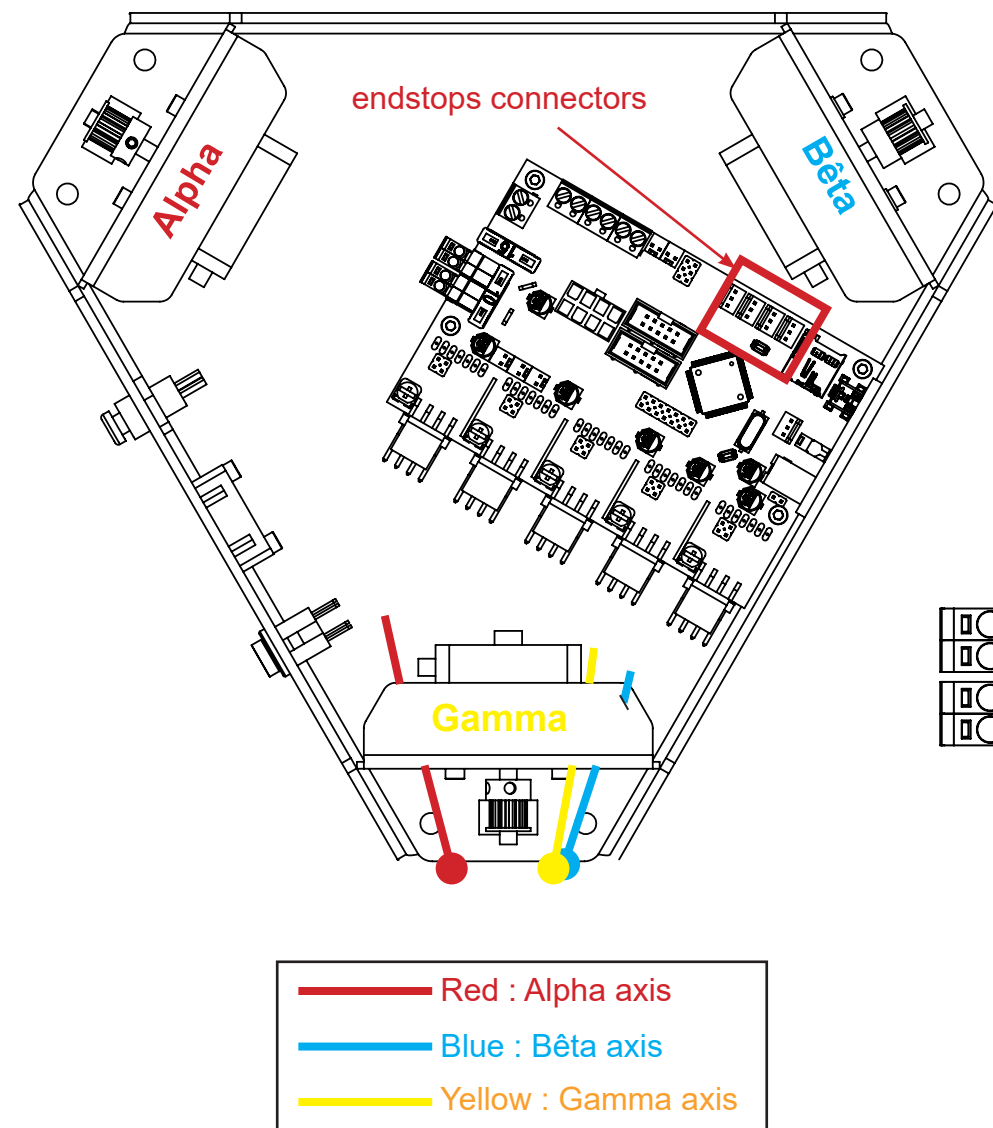 endstops connectors
Alpha
Bêta
Gamma
Red : Alpha axis
Blue : Bêta axis
Yellow : Gamma axis